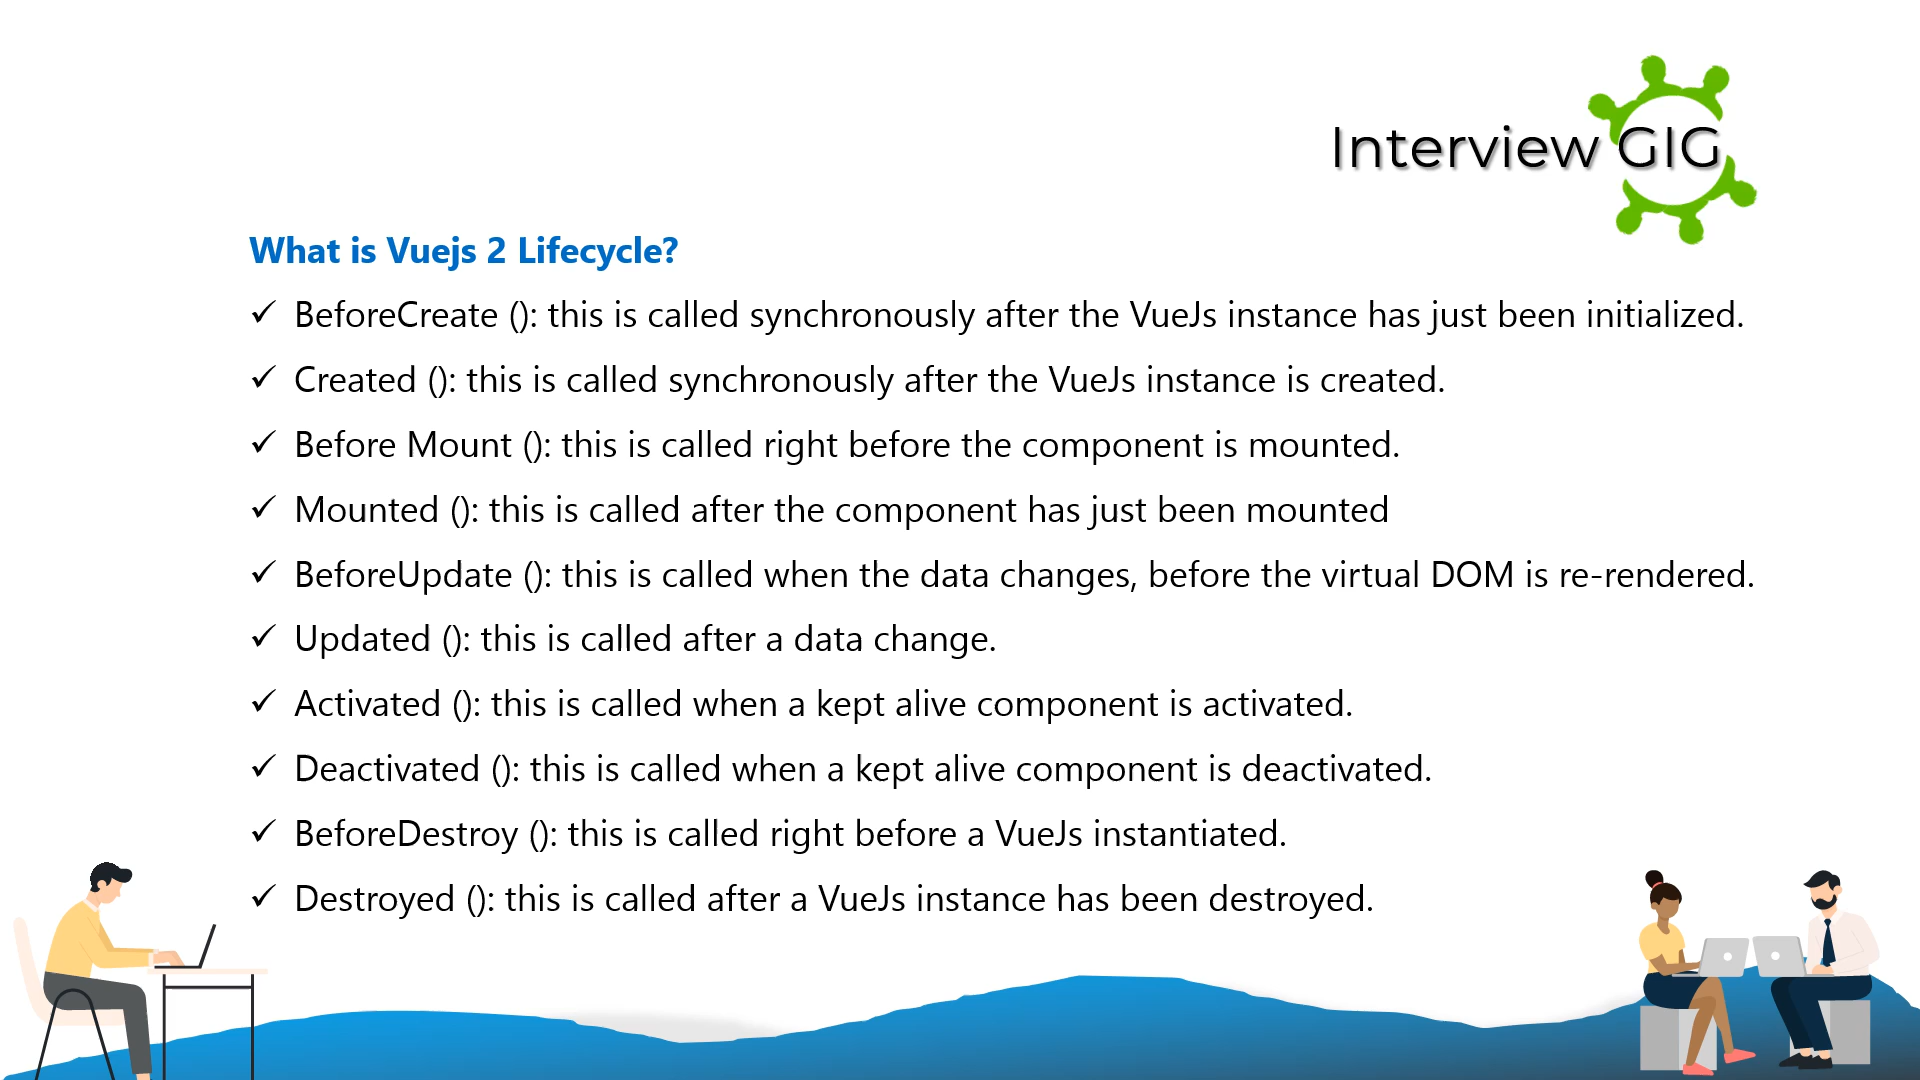 Interview GIG
What is Vuejs 2 Lifecycle?
✓ BeforeCreate (): this is called synchronously after the VueJs instance has just been initialized.
✓ Created (): this is called synchronously after the VueJs instance is created.
✓ Before Mount (): this is called right before the component is mounted.
✓ Mounted (): this is called after the component has just been mounted
✓ BeforeUpdate (): this is called when the data changes, before the virtual DOM is re-rendered.
✓ Updated (): this is called after a data change.
✓ Activated (): this is called when a kept alive component is activated.
✓ Deactivated (): this is called when a kept alive component is deactivated.
✓ BeforeDestroy (): this is called right before a VueJs instantiated.
✓ Destroyed (): this is called after a VueJs instance has been destroyed.